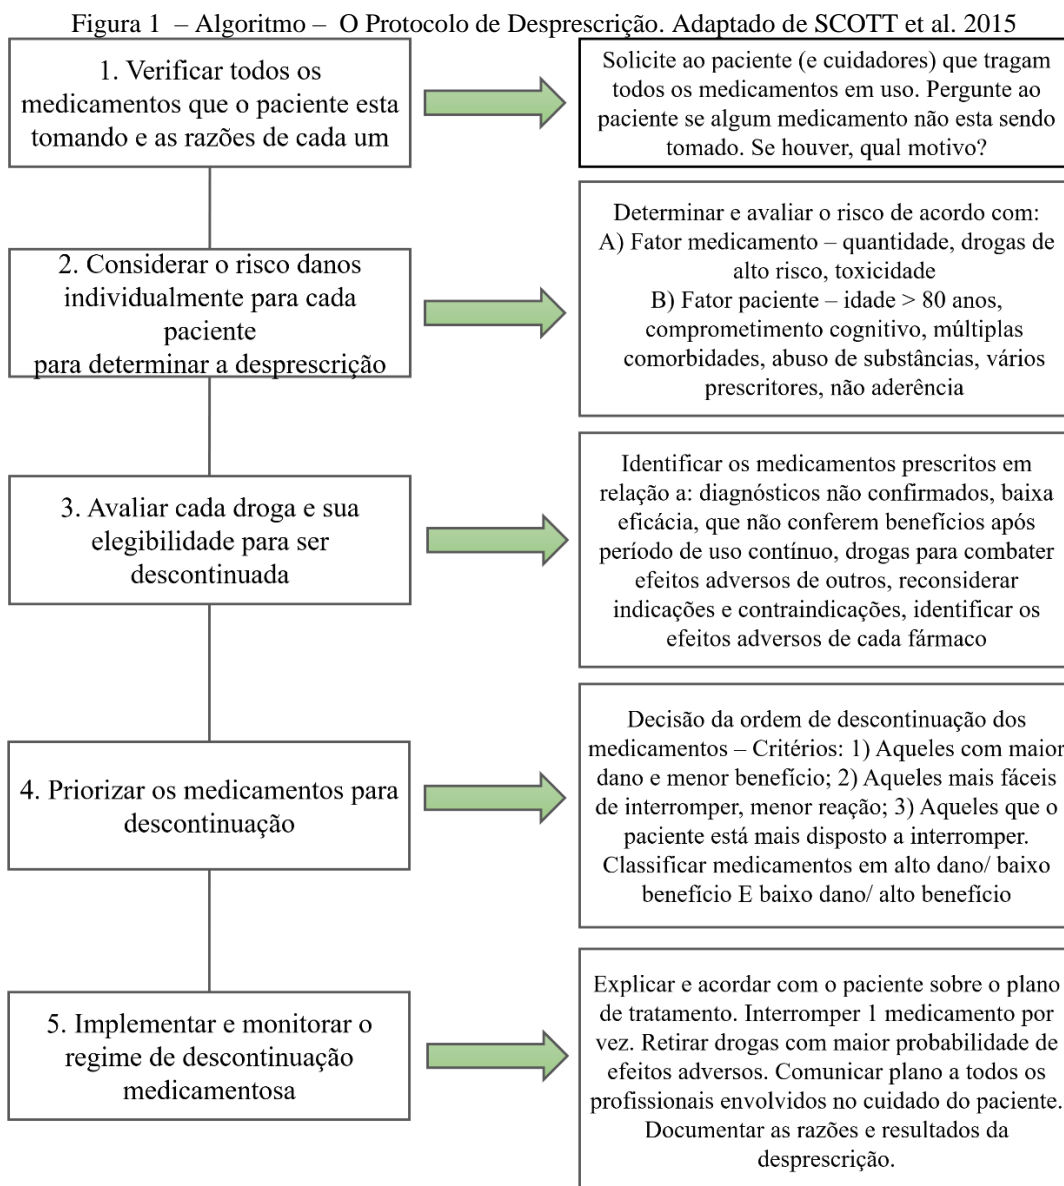 Figura 1 – Algoritmo – O Protocolo de Desprescrição. Adaptado de SCOTT et al. 2015
1. Verificar todos os
medicamentos que o paciente esta
tomando e as razões de cada um
Solicite ao paciente (e cuidadores) que tragam
todos os medicamentos em uso. Pergunte ao
paciente se algum medicamento não esta sendo
tomado. Se houver, qual motivo?
2. Considerar o risco danos
individualmente para cada
paciente
para determinar a desprescrição
Determinar e avaliar o risco de acordo com:
A) Fator medicamento – quantidade, drogas de
alto risco, toxicidade
B) Fator paciente – idade > 80 anos,
comprometimento cognitivo, múltiplas
comorbidades, abuso de substâncias, vários
prescritores, não aderência
3. Avaliar cada droga e sua
elegibilidade para ser
descontinuada
Identificar os medicamentos prescritos em
relação a: diagnósticos não confirmados, baixa
eficácia, que não conferem benefícios após
período de uso contínuo, drogas para combater
efeitos adversos de outros, reconsiderar
indicações e contraindicações, identificar os
efeitos adversos de cada fármaco
4. Priorizar os medicamentos para
descontinuação
Decisão da ordem de descontinuação dos
medicamentos – Critérios: 1) Aqueles com maior
dano e menor benefício; 2) Aqueles mais fáceis
de interromper, menor reação; 3) Aqueles que o
paciente está mais disposto a interromper.
Classificar medicamentos em alto dano/ baixo
benefício E baixo dano/ alto benefício
5. Implementar e monitorar o
regime de descontinuação
medicamentosa
Explicar e acordar com o paciente sobre o plano
de tratamento. Interromper 1 medicamento por
vez. Retirar drogas com maior probabilidade de
efeitos adversos. Comunicar plano a todos os
profissionais envolvidos no cuidado do paciente.
Documentar as razões e resultados da
desprescrição.